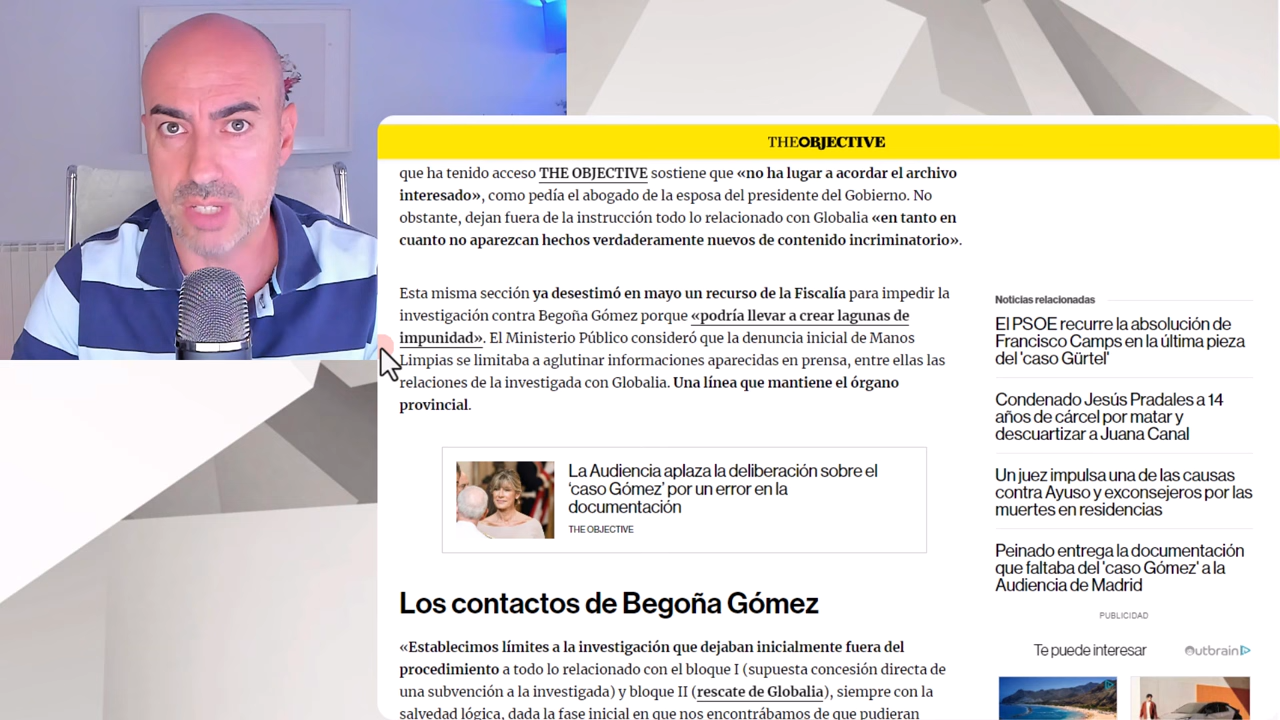 THEOBJECTIVE
que ha tenido acceso THE OBJECTIVE sostiene que «no ha lugar a acordar el archivo
interesado», como pedía el abogado de la esposa del presidente del Gobierno. No
obstante, dejan fuera de la instrucción todo lo relacionado con Globalia «en tanto en
cuanto no aparezcan hechos verdaderamente nuevos de contenido incriminatorio».
Esta misma sección ya desestimó en mayo un recurso de la Fiscalía para impedir la
investigación contra Begoña Gómez porque «podría llevar a crear lagunas de
impunidad». El Ministerio Público consideró que la denuncia inicial de Manos
Limpias se limitaba a aglutinar informaciones aparecidas en prensa, entre ellas las
relaciones de la investigada con Globalia. Una línea que mantiene el órgano
provincial.
La Audiencia aplaza la deliberación sobre el
‘caso Gómez’ por un error en la
documentación
THE OBJECTIVE
Los contactos de Begoña Gómez
«Establecimos límites a la investigación que dejaban inicialmente fuera del
procedimiento a todo lo relacionado con el bloque I (supuesta concesión directa de
una subvención a la investigada) y bloque II (rescate de Globalia), siempre con la
salvedad lógica, dada la fase inicial en que nos encontrábamos de que pudieran
Noticias relacionadas
El PSOE recurre la absolución de
Francisco Camps en la última pieza
del 'caso Gürtel'
Condenado Jesús Pradales a 14
años de cárcel por matar y
descuartizar a Juana Canal
Un juez impulsa una de las causas
contra Ayuso y exconsejeros por las
muertes en residencias
Peinado entrega la documentación
que faltaba del 'caso Gómez' a la
Audiencia de Madrid
PUBLICIDAD
Te puede interesar
Outbrain